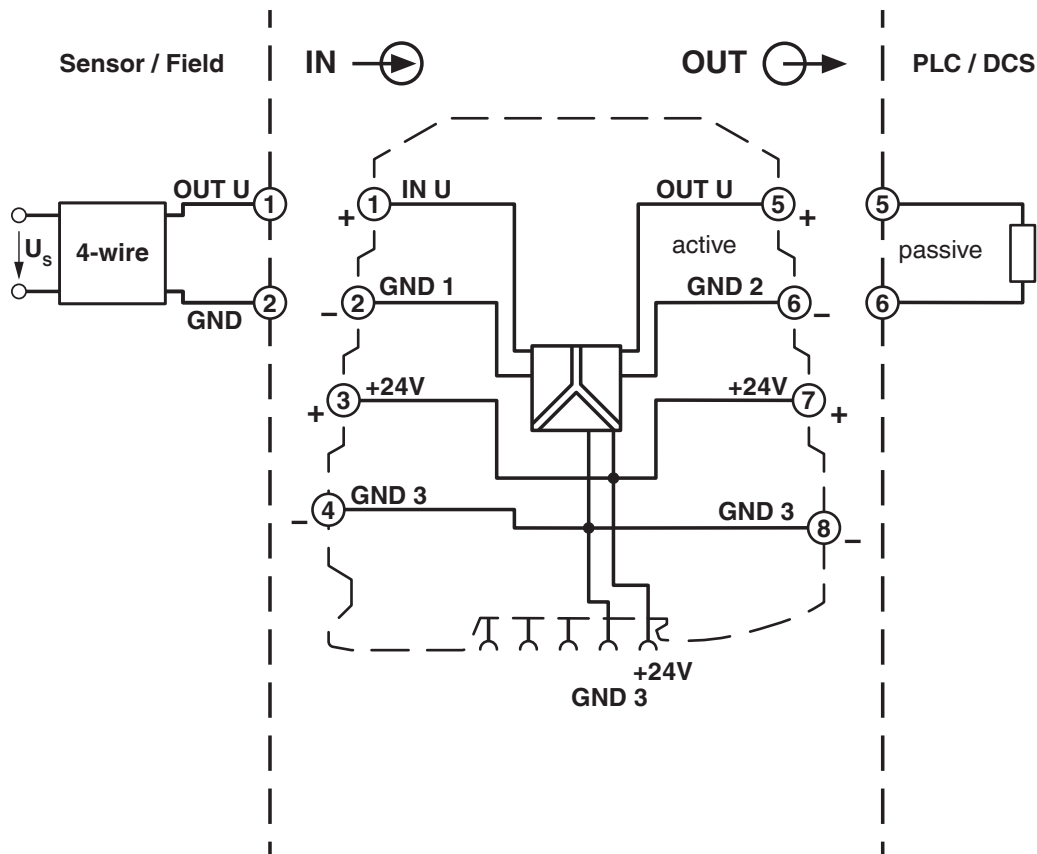 Sensor / Field IN OUT PLC / DCS
OUT U 1 1 IN U OUT U 5 5
+ +
Us 4-wire active passive
GND 2 2 GND 1 GND 2 6 6
– –
3 +24V +24V 7
+ +
4 GND 3 GND 3 8
– –
+24V
GND 3